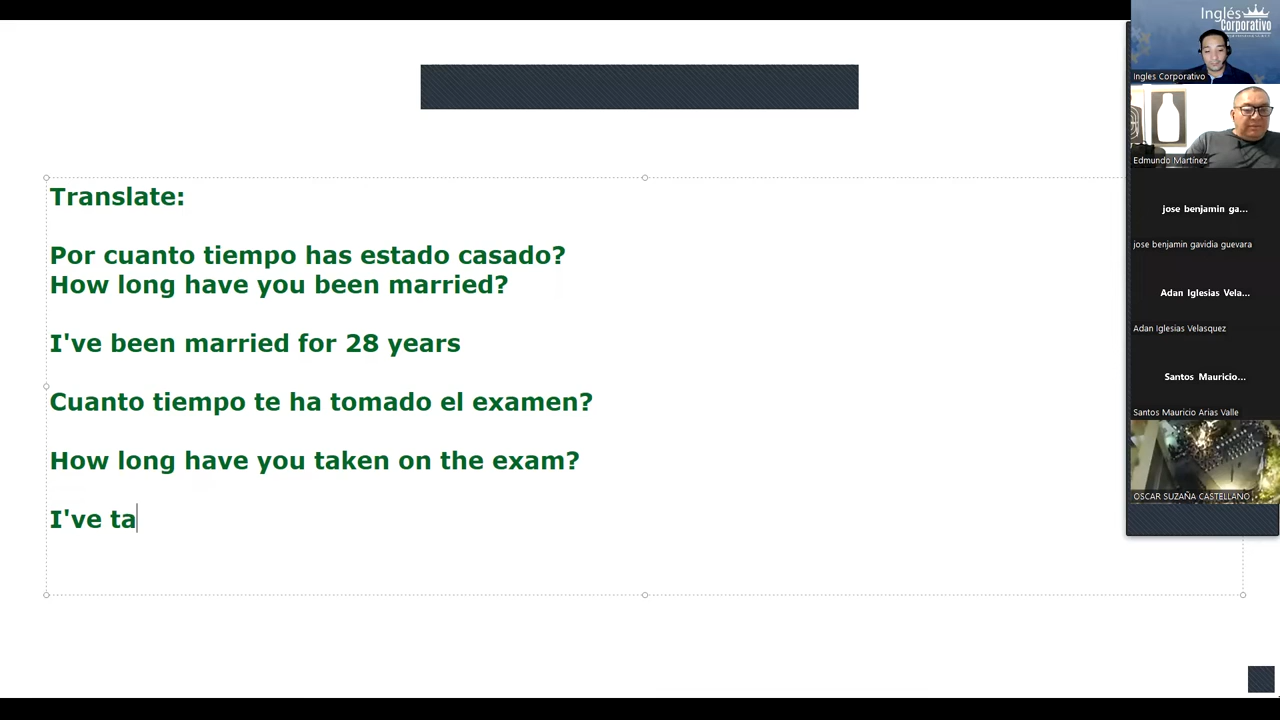 Translate:
Por cuanto tiempo has estado casado?
How long have you been married?
I've been married for 28 years
Cuanto tiempo te ha tomado el examen?
How long have you taken on the exam?
I've ta
Inglés
Corporativo
Ingles Corporativo
Edmundo Martínez
jose benjamin ga...
jose benjamin gavidia guevara
Adan Iglesias Vela...
Adan Iglesias Velasquez
Santos Mauricio...
Santos Mauricio Arias Valle
OSCAR SUZAÑA CASTELLANO